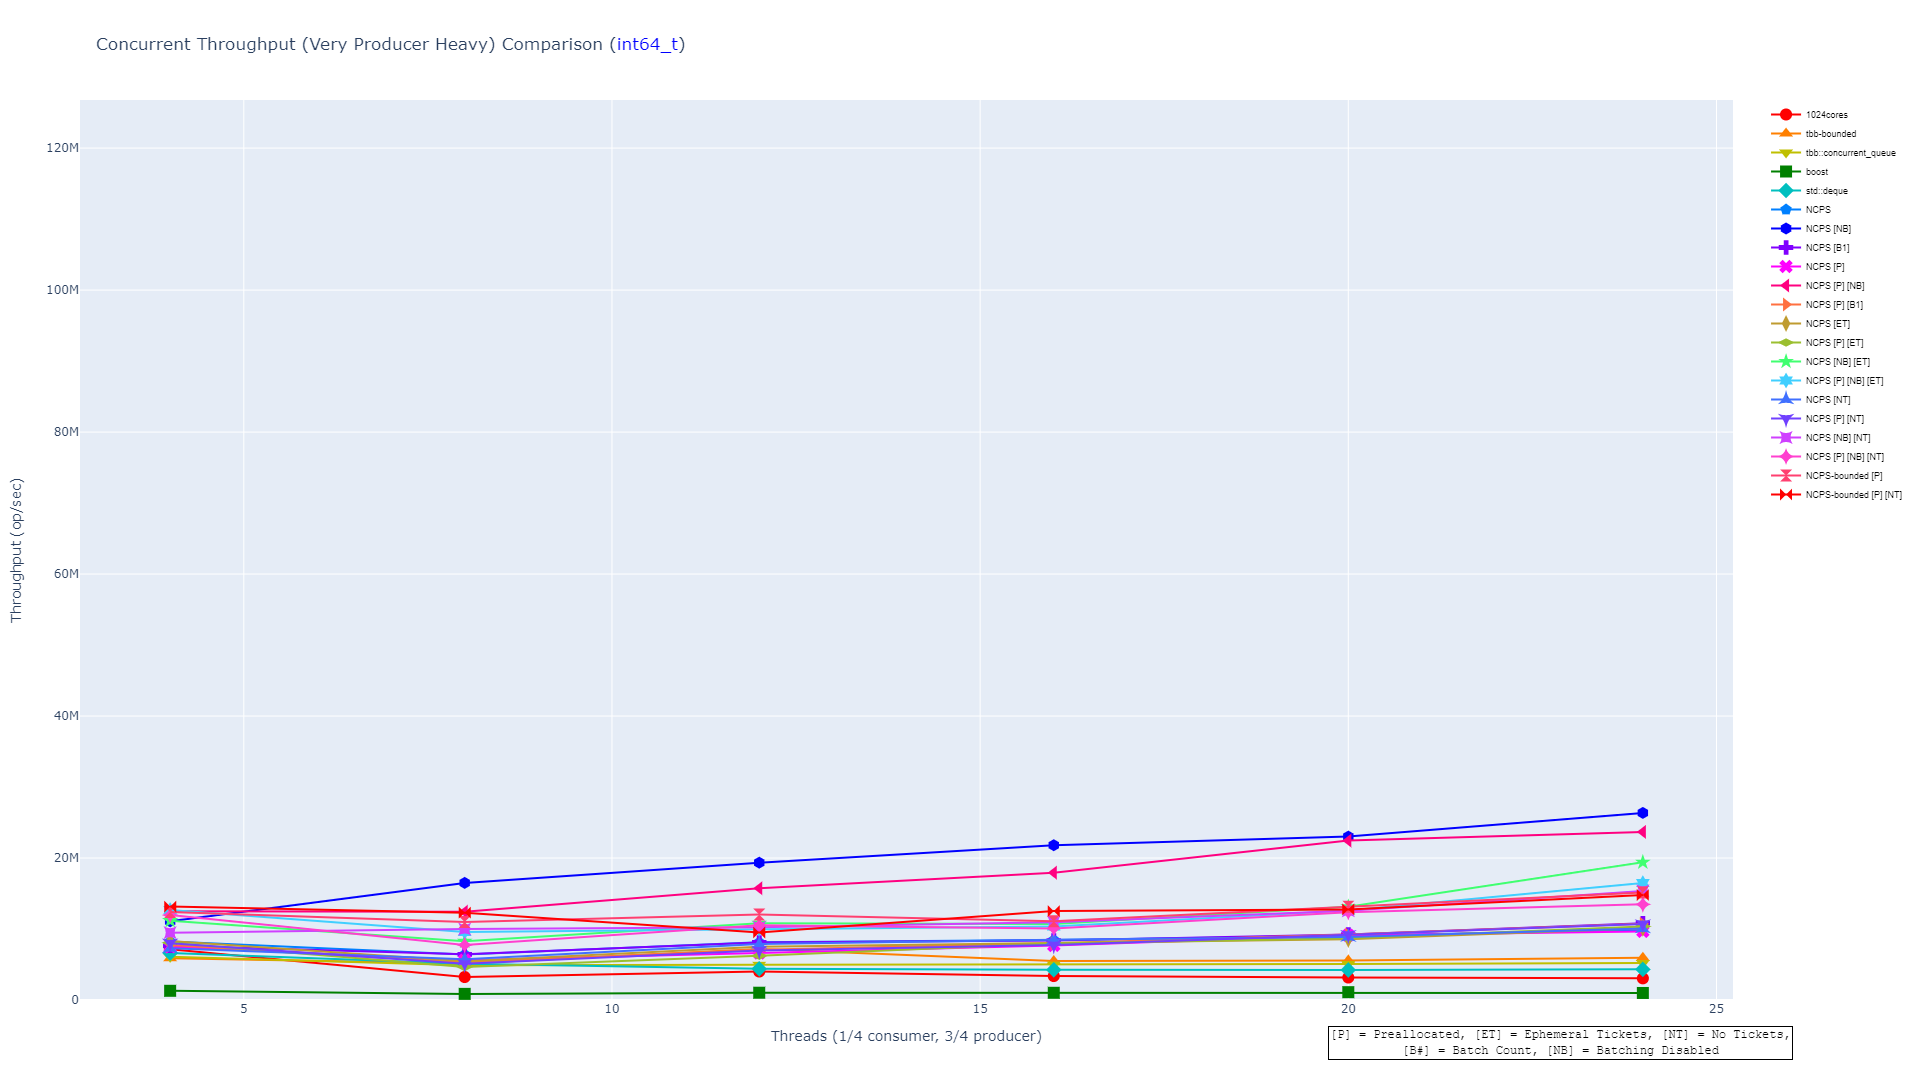 Concurrent Throughput (Very Producer Heavy) Comparison (int64_t)
Throughput (op/sec)
120M
100M
80M
60M
40M
20M
0
5
10
15
20
25
Threads (1/4 consumer, 3/4 producer)
1024cores
tbb-bounded
tbb::concurrent_queue
boost
std::deque
NCPS
NCPS [NB]
NCPS [B1]
NCPS [P]
NCPS [P] [NB]
NCPS [P] [B1]
NCPS [ET]
NCPS [P] [ET]
NCPS [NB] [ET]
NCPS [P] [NB] [ET]
NCPS [NT]
NCPS [P] [NT]
NCPS [NB] [NT]
NCPS [P] [NB] [NT]
NCPS-bounded [P]
NCPS-bounded [P] [NT]
[P] = Preallocated, [ET] = Ephemeral Tickets, [NT] = No Tickets,
[B#] = Batch Count, [NB] = Batching Disabled